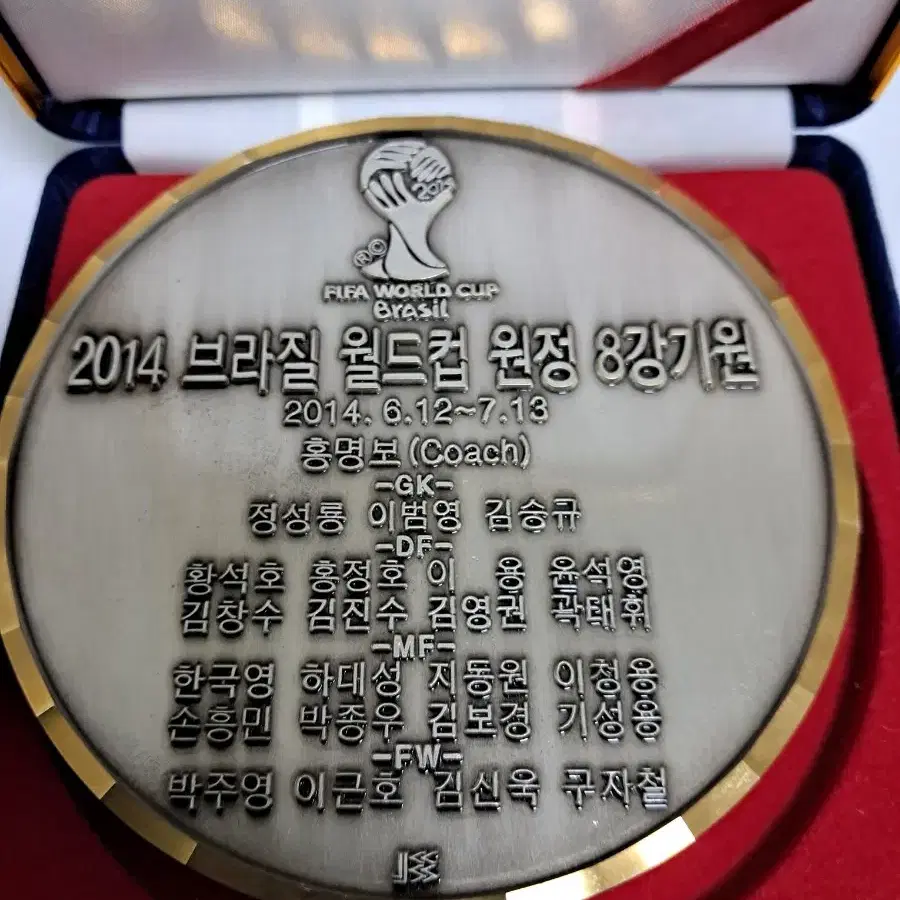 2014
®©
FIFA WORLD CUP
Brasil
2014 브라질 월드컵 원정 8강기원
2014. 6.12~7.13
홍명보(Coach)
-GK-
정성룡 이범영 김승규
-DF-
황석호 홍정호 이 용 윤석영
김창수 김진수 김영권 곽태휘
-MF-
한국영 하대성 지동원 이청용
손흥민 박종우 김보경 기성용
-FW-
박주영 이근호 김신욱 구자철